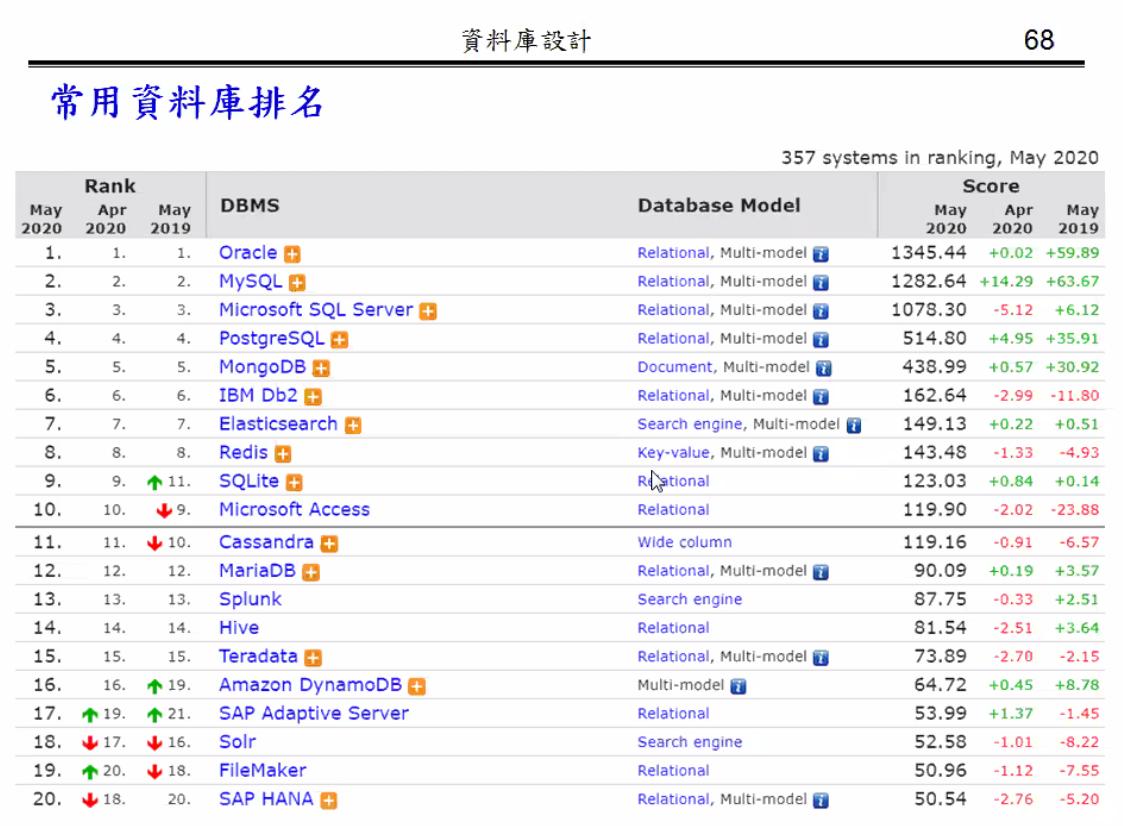 資料庫設計 68
常用資料庫排名
357 systems in ranking, May 2020
Rank DBMS Database Model Score
May 2020 Apr 2020 May 2019 May 2020 Apr 2020 May 2019
1. 1. 1. Oracle Relational, Multi-model 1345.44 +0.02 +59.89
2. 2. 2. MySQL Relational, Multi-model 1282.64 +14.29 +63.67
3. 3. 3. Microsoft SQL Server Relational, Multi-model 1078.30 -5.12 +6.12
4. 4. 4. PostgreSQL Relational, Multi-model 514.80 +4.95 +35.91
5. 5. 5. MongoDB Document, Multi-model 438.99 +0.57 +30.92
6. 6. 6. IBM Db2 Relational, Multi-model 162.64 -2.99 -11.80
7. 7. 7. Elasticsearch Search engine, Multi-model 149.13 +0.22 +0.51
8. 8. 8. Redis Key-value, Multi-model 143.48 -1.33 -4.93
9. 9. 11. SQLite Relational 123.03 +0.84 +0.14
10. 10. 9. Microsoft Access Relational 119.90 -2.02 -23.88
11. 11. 10. Cassandra Wide column 119.16 -0.91 -6.57
12. 12. 12. MariaDB Relational, Multi-model 90.09 +0.19 +3.57
13. 13. 13. Splunk Search engine 87.75 -0.33 +2.51
14. 14. 14. Hive Relational 81.54 -2.51 +3.64
15. 15. 15. Teradata Relational, Multi-model 73.89 -2.70 -2.15
16. 16. 19. Amazon DynamoDB Multi-model 64.72 +0.45 +8.78
17. 19. 21. SAP Adaptive Server Relational 53.99 +1.37 -1.45
18. 17. 16. Solr Search engine 52.58 -1.01 -8.22
19. 20. 18. FileMaker Relational 50.96 -1.12 -7.55
20. 18. 20. SAP HANA Relational, Multi-model 50.54 -2.76 -5.20